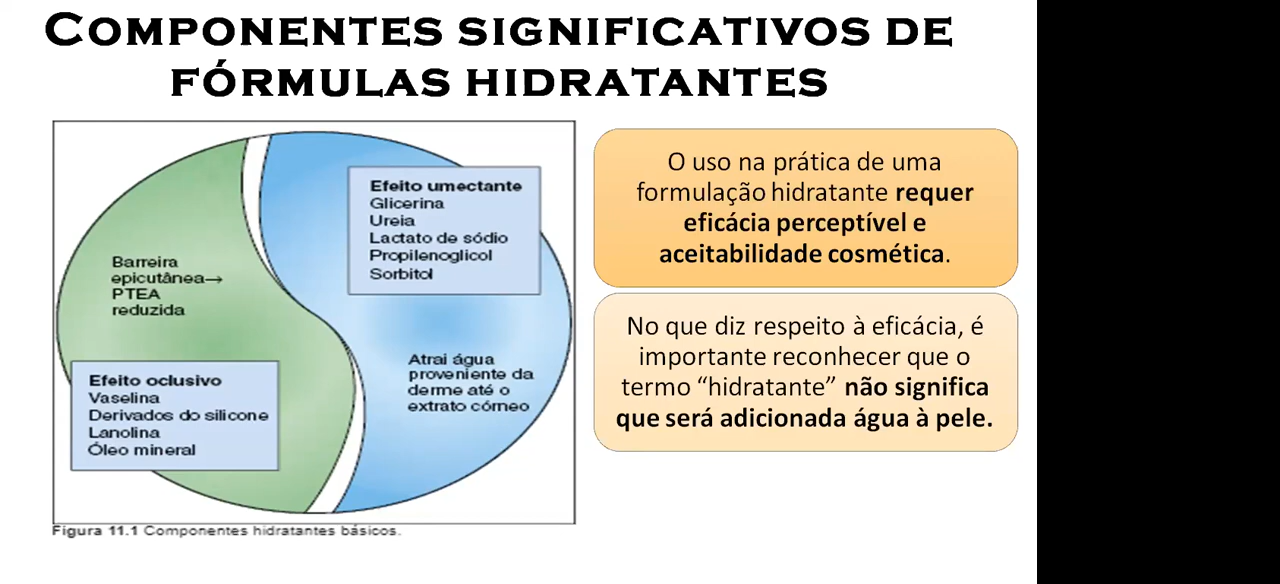 COMPONENTES SIGNIFICATIVOS DE
FÓRMULAS HIDRATANTES
Efeito umectante
Glicerina
Ureia
Lactato de sódio
Propilenoglicol
Sorbitol
Barreira
epicutânea→
PTEA
reduzida
Atrai água
proveniente da
derme até o
extrato córneo
Efeito oclusivo
Vaselina
Derivados do silicone
Lanolina
Óleo mineral
Figura 11.1 Componentes hidratantes básicos.
O uso na prática de uma
formulação hidratante requer
eficácia perceptível e
aceitabilidade cosmética.
No que diz respeito à eficácia, é
importante reconhecer que o
termo “hidratante” não significa
que será adicionada água à pele.